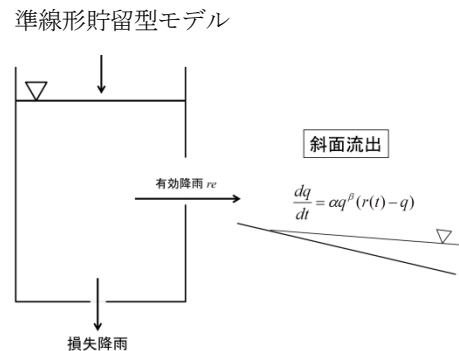 準線形貯留型モデル
斜面流出
有効降雨 re
dq/dt = αq^β(r(t)−q)
損失降雨